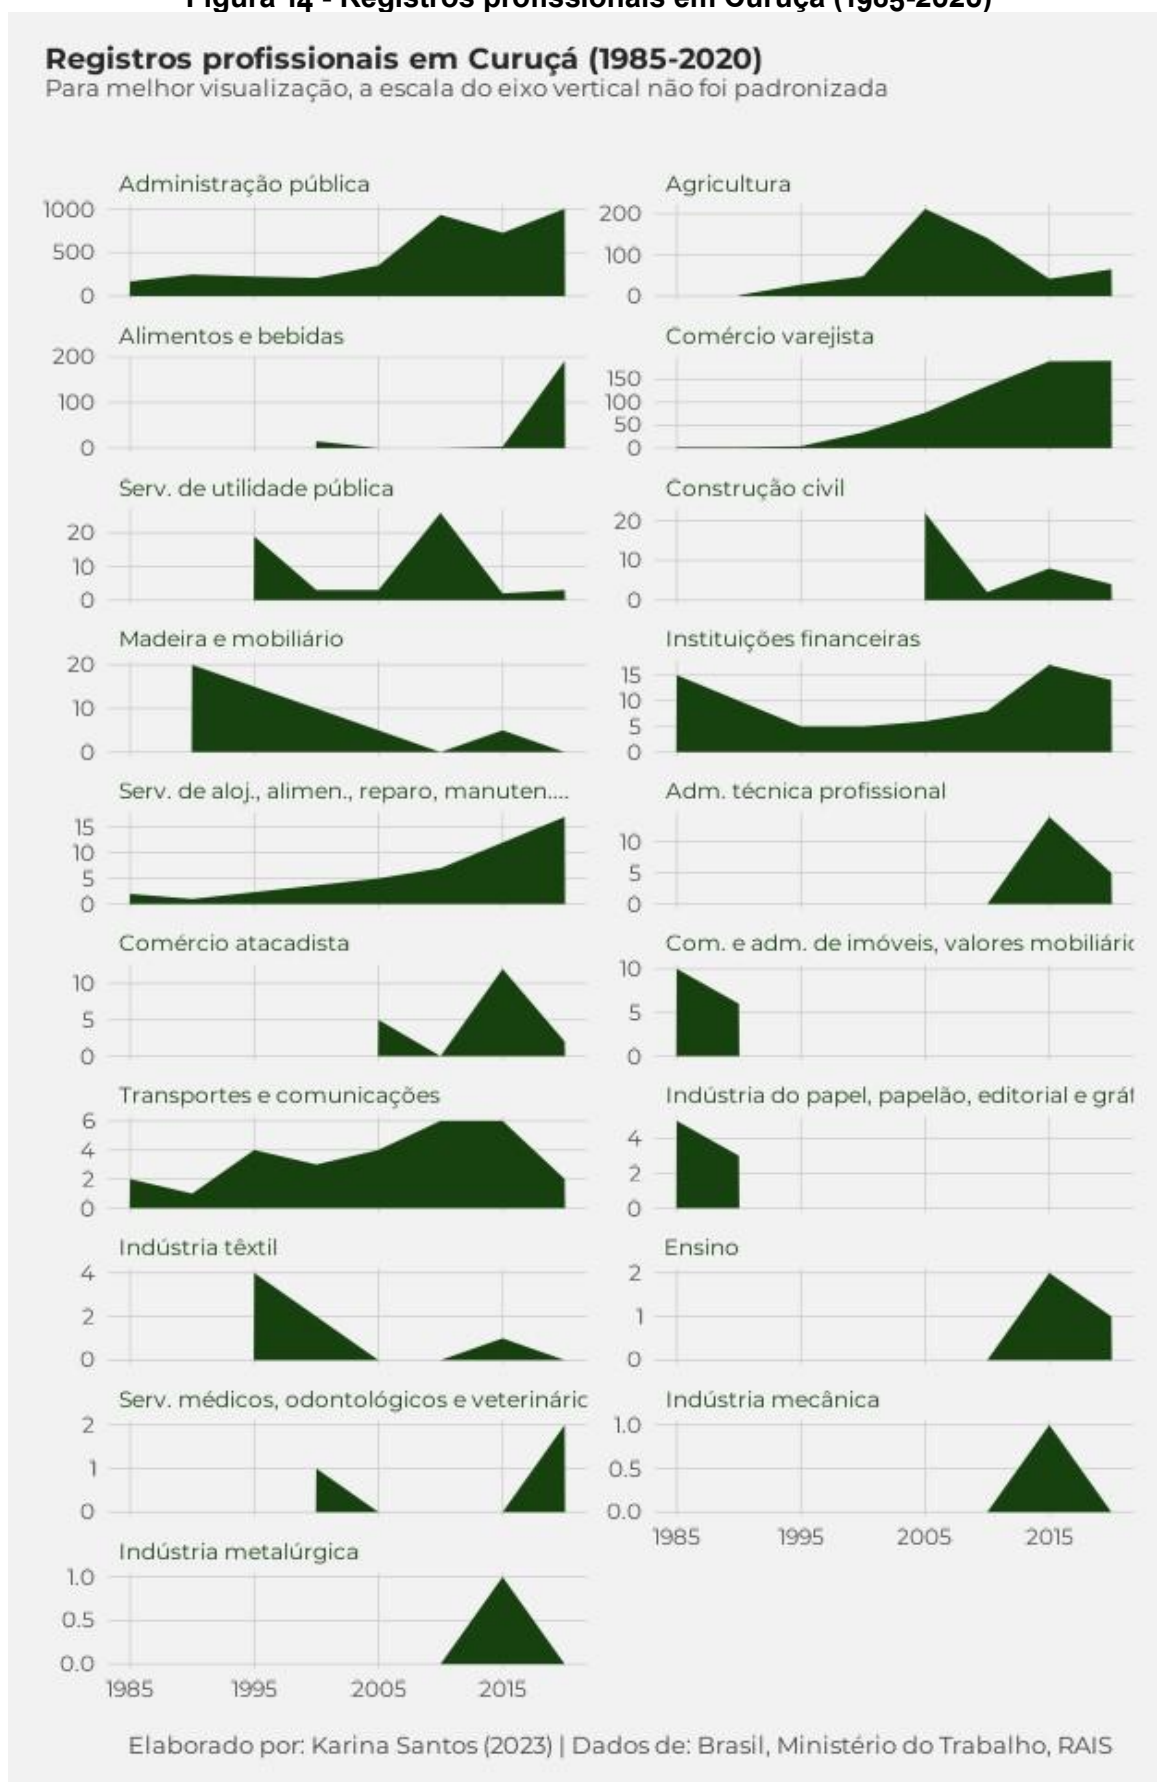 Figura 14 - Registros profissionais em Curuçá (1985-2020)
Registros profissionais em Curuçá (1985-2020)
Para melhor visualização, a escala do eixo vertical não foi padronizada
Administração pública
1000
500
0
Agricultura
200
100
0
Alimentos e bebidas
200
100
0
Comércio varejista
150
100
50
0
Serv. de utilidade pública
20
10
0
Construção civil
20
10
0
Madeira e mobiliário
20
10
0
Instituições financeiras
15
10
5
0
Serv. de aloj., alimen., reparo, manuten....
15
10
5
0
Adm. técnica profissional
10
5
0
Comércio atacadista
10
5
0
Com. e adm. de imóveis, valores mobiliáric
10
5
0
Transportes e comunicações
6
4
2
0
Indústria do papel, papelão, editorial e gráf
4
2
0
Indústria têxtil
4
2
0
Ensino
2
1
0
Serv. médicos, odontológicos e veterináric
2
1
0
Indústria mecânica
1.0
0.5
0.0
1985 1995 2005 2015
Indústria metalúrgica
1.0
0.5
0.0
1985 1995 2005 2015
Elaborado por: Karina Santos (2023) | Dados de: Brasil, Ministério do Trabalho, RAIS